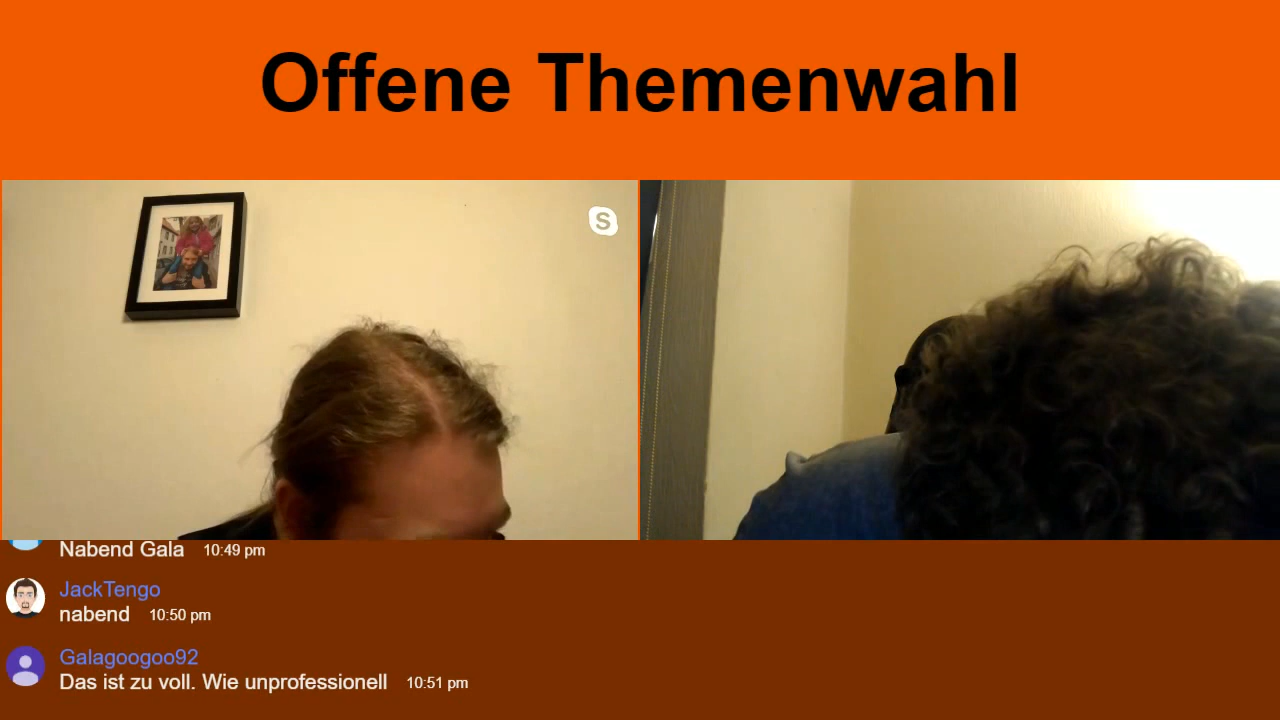 Offene Themenwahl
S
Nabend Gala 10:49 pm
JackTengo
nabend 10:50 pm
Galagoogoo92
Das ist zu voll. Wie unprofessionell 10:51 pm